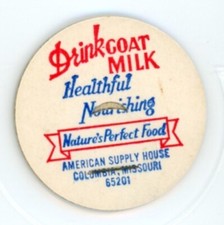 Drink GOAT
MILK
Healthful
Nourishing
Nature's Perfect Food
AMERICAN SUPPLY HOUSE
COLUMBIA, MISSOURI
65201